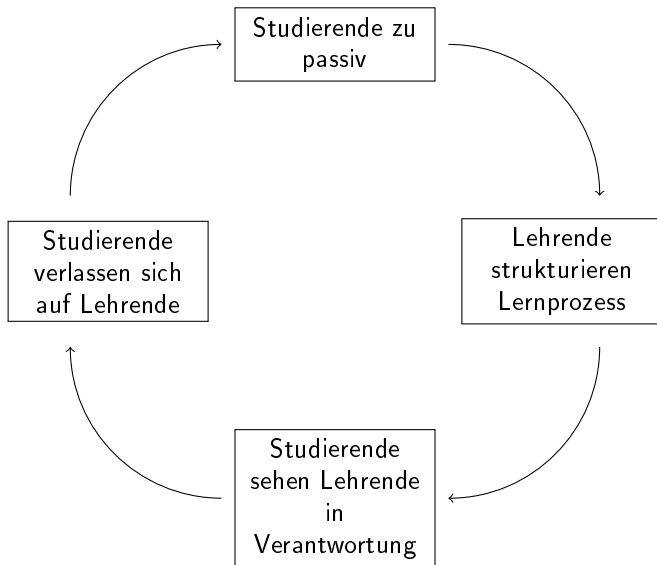 Studierende zu
passiv
Lehrende
strukturieren
Lernprozess
Studierende
sehen Lehrende
in
Verantwortung
Studierende
verlassen sich
auf Lehrende